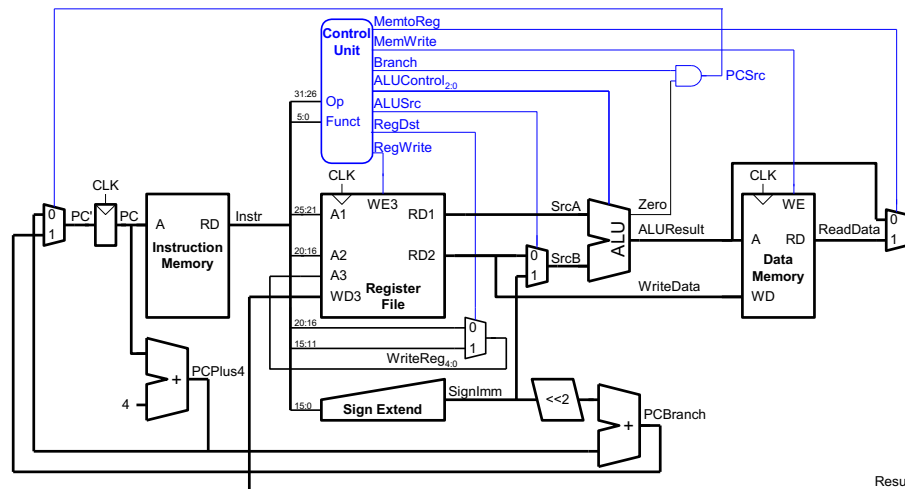 MemtoReg
Control
Unit
MemWrite
Branch
PCSrc
ALUControl2:0
31:26
Op
ALUSrc
5:0
Funct
RegDst
RegWrite
CLK
CLK
CLK
0
1
PC'
PC
A
RD
Instr
Instruction
Memory
25:21
A1
WE3
RD1
SrcA
Zero
WE
20:16
A2
RD2
0
1
SrcB
ALU
ALUResult
A
RD
ReadData
0
1
A3
Data
Memory
WD3
Register
File
WriteData
WD
20:16
0
15:11
1
WriteReg4:0
PCPlus4
+
4
SignImm
15:0
Sign Extend
<<2
+
PCBranch